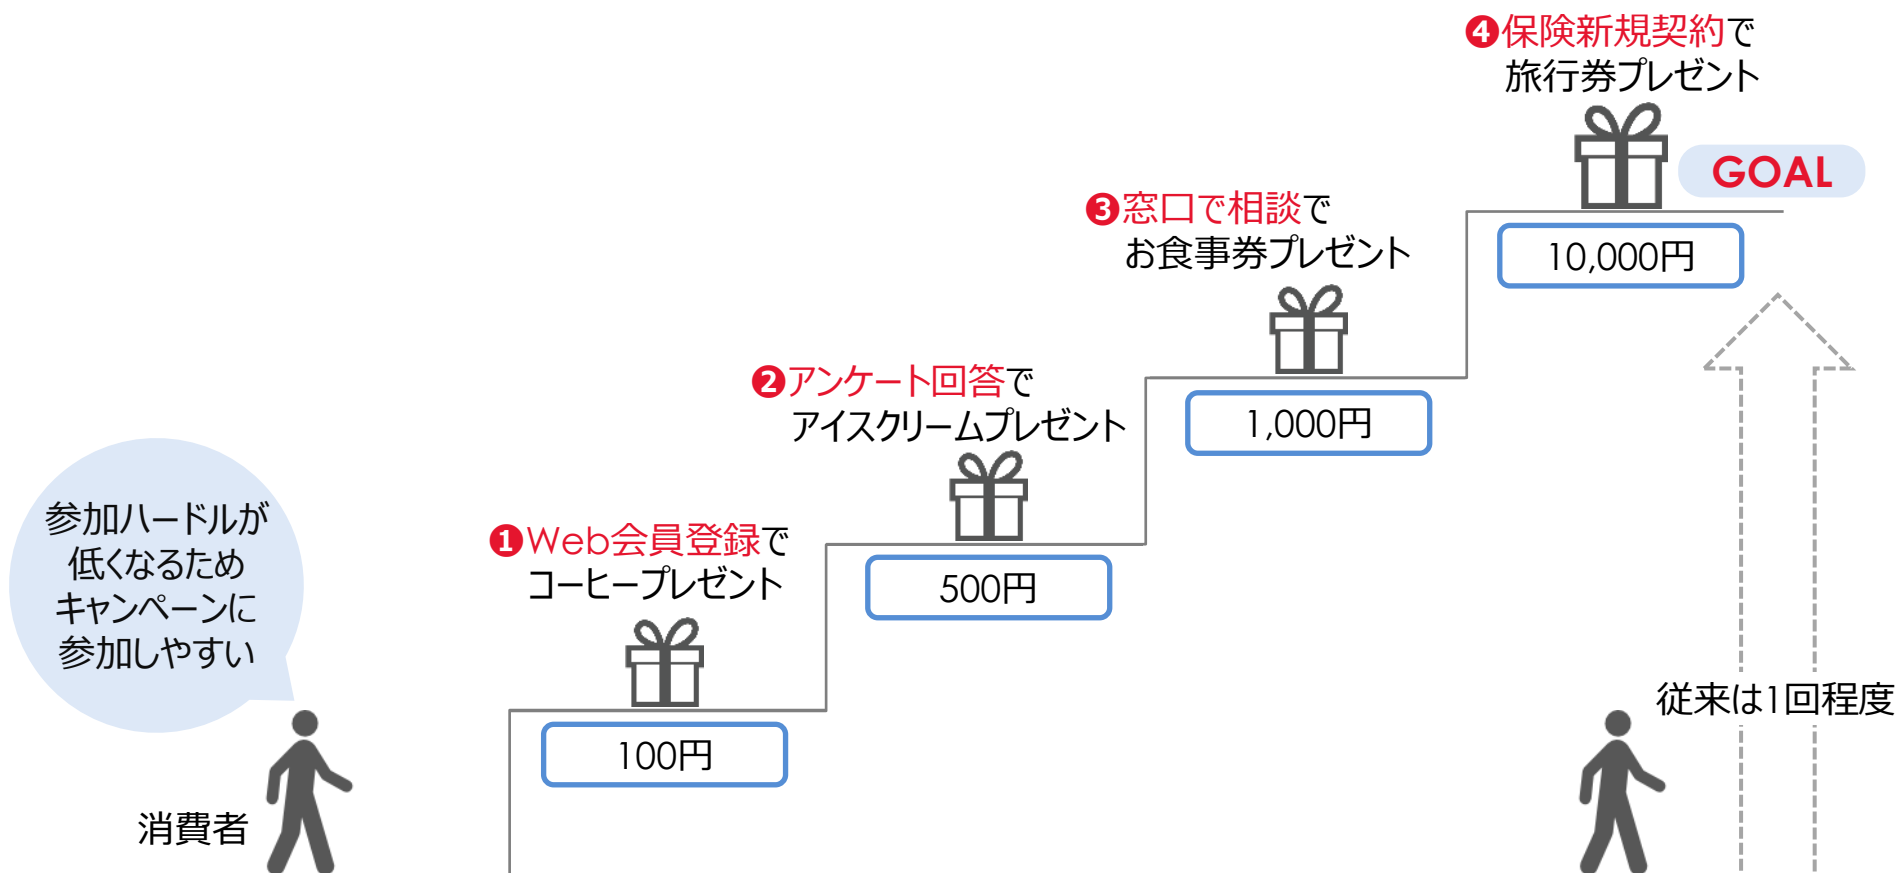 ❹保険新規契約で
旅行券プレゼント
GOAL
10,000円
❸窓口で相談で
お食事券プレゼント
1,000円
❷アンケート回答で
アイスクリームプレゼント
500円
❶Web会員登録で
コーヒープレゼント
100円
参加ハードルが
低くなるため
キャンペーンに
参加しやすい
消費者
従来は1回程度